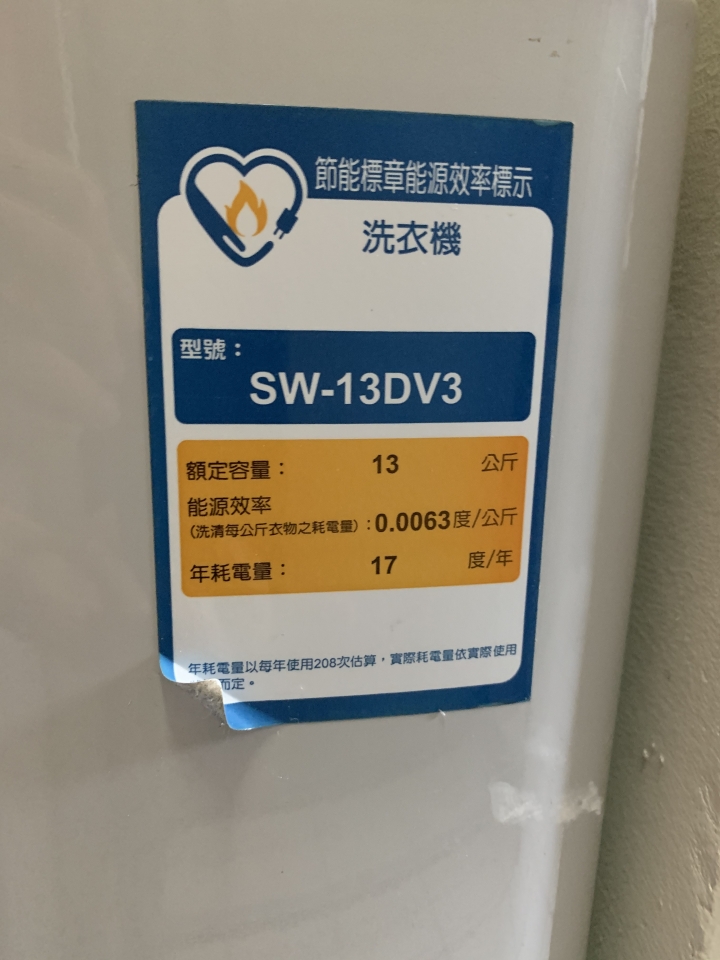 節能標章能源效率標示
洗衣機
型號：
SW-13DV3
額定容量： 13 公斤
能源效率
(洗清每公斤衣物之耗電量)：0.0063度/公斤
年耗電量： 17 度/年
年耗電量以每年使用208次估算，實際耗電量依實際使用
而定。